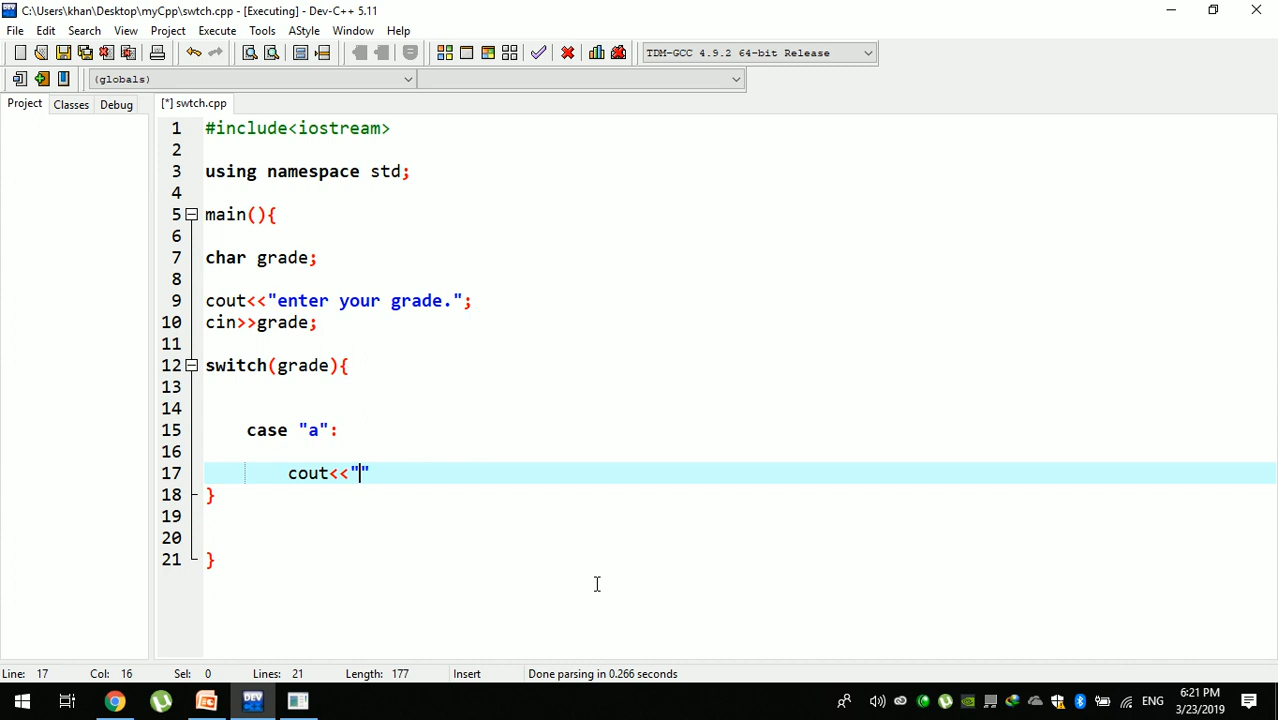 C:\Users\khan\Desktop\myCpp\swtch.cpp - [Executing] - Dev-C++ 5.11
File Edit Search View Project Execute Tools AStyle Window Help
TDM-GCC 4.9.2 64-bit Release
(globals)
Project Classes Debug [*] swtch.cpp
1 #include<iostream>
2
3 using namespace std;
4
5 main(){
6
7 char grade;
8
9 cout<<"enter your grade.";
10 cin>>grade;
11
12 switch(grade){
13
14
15 case "a":
16
17 cout<<""
18 }
19
20
21 }
Line: 17 Col: 16 Sel: 0 Lines: 21 Length: 177 Insert Done parsing in 0.266 seconds
DEV
ENG
6:21 PM
3/23/2019